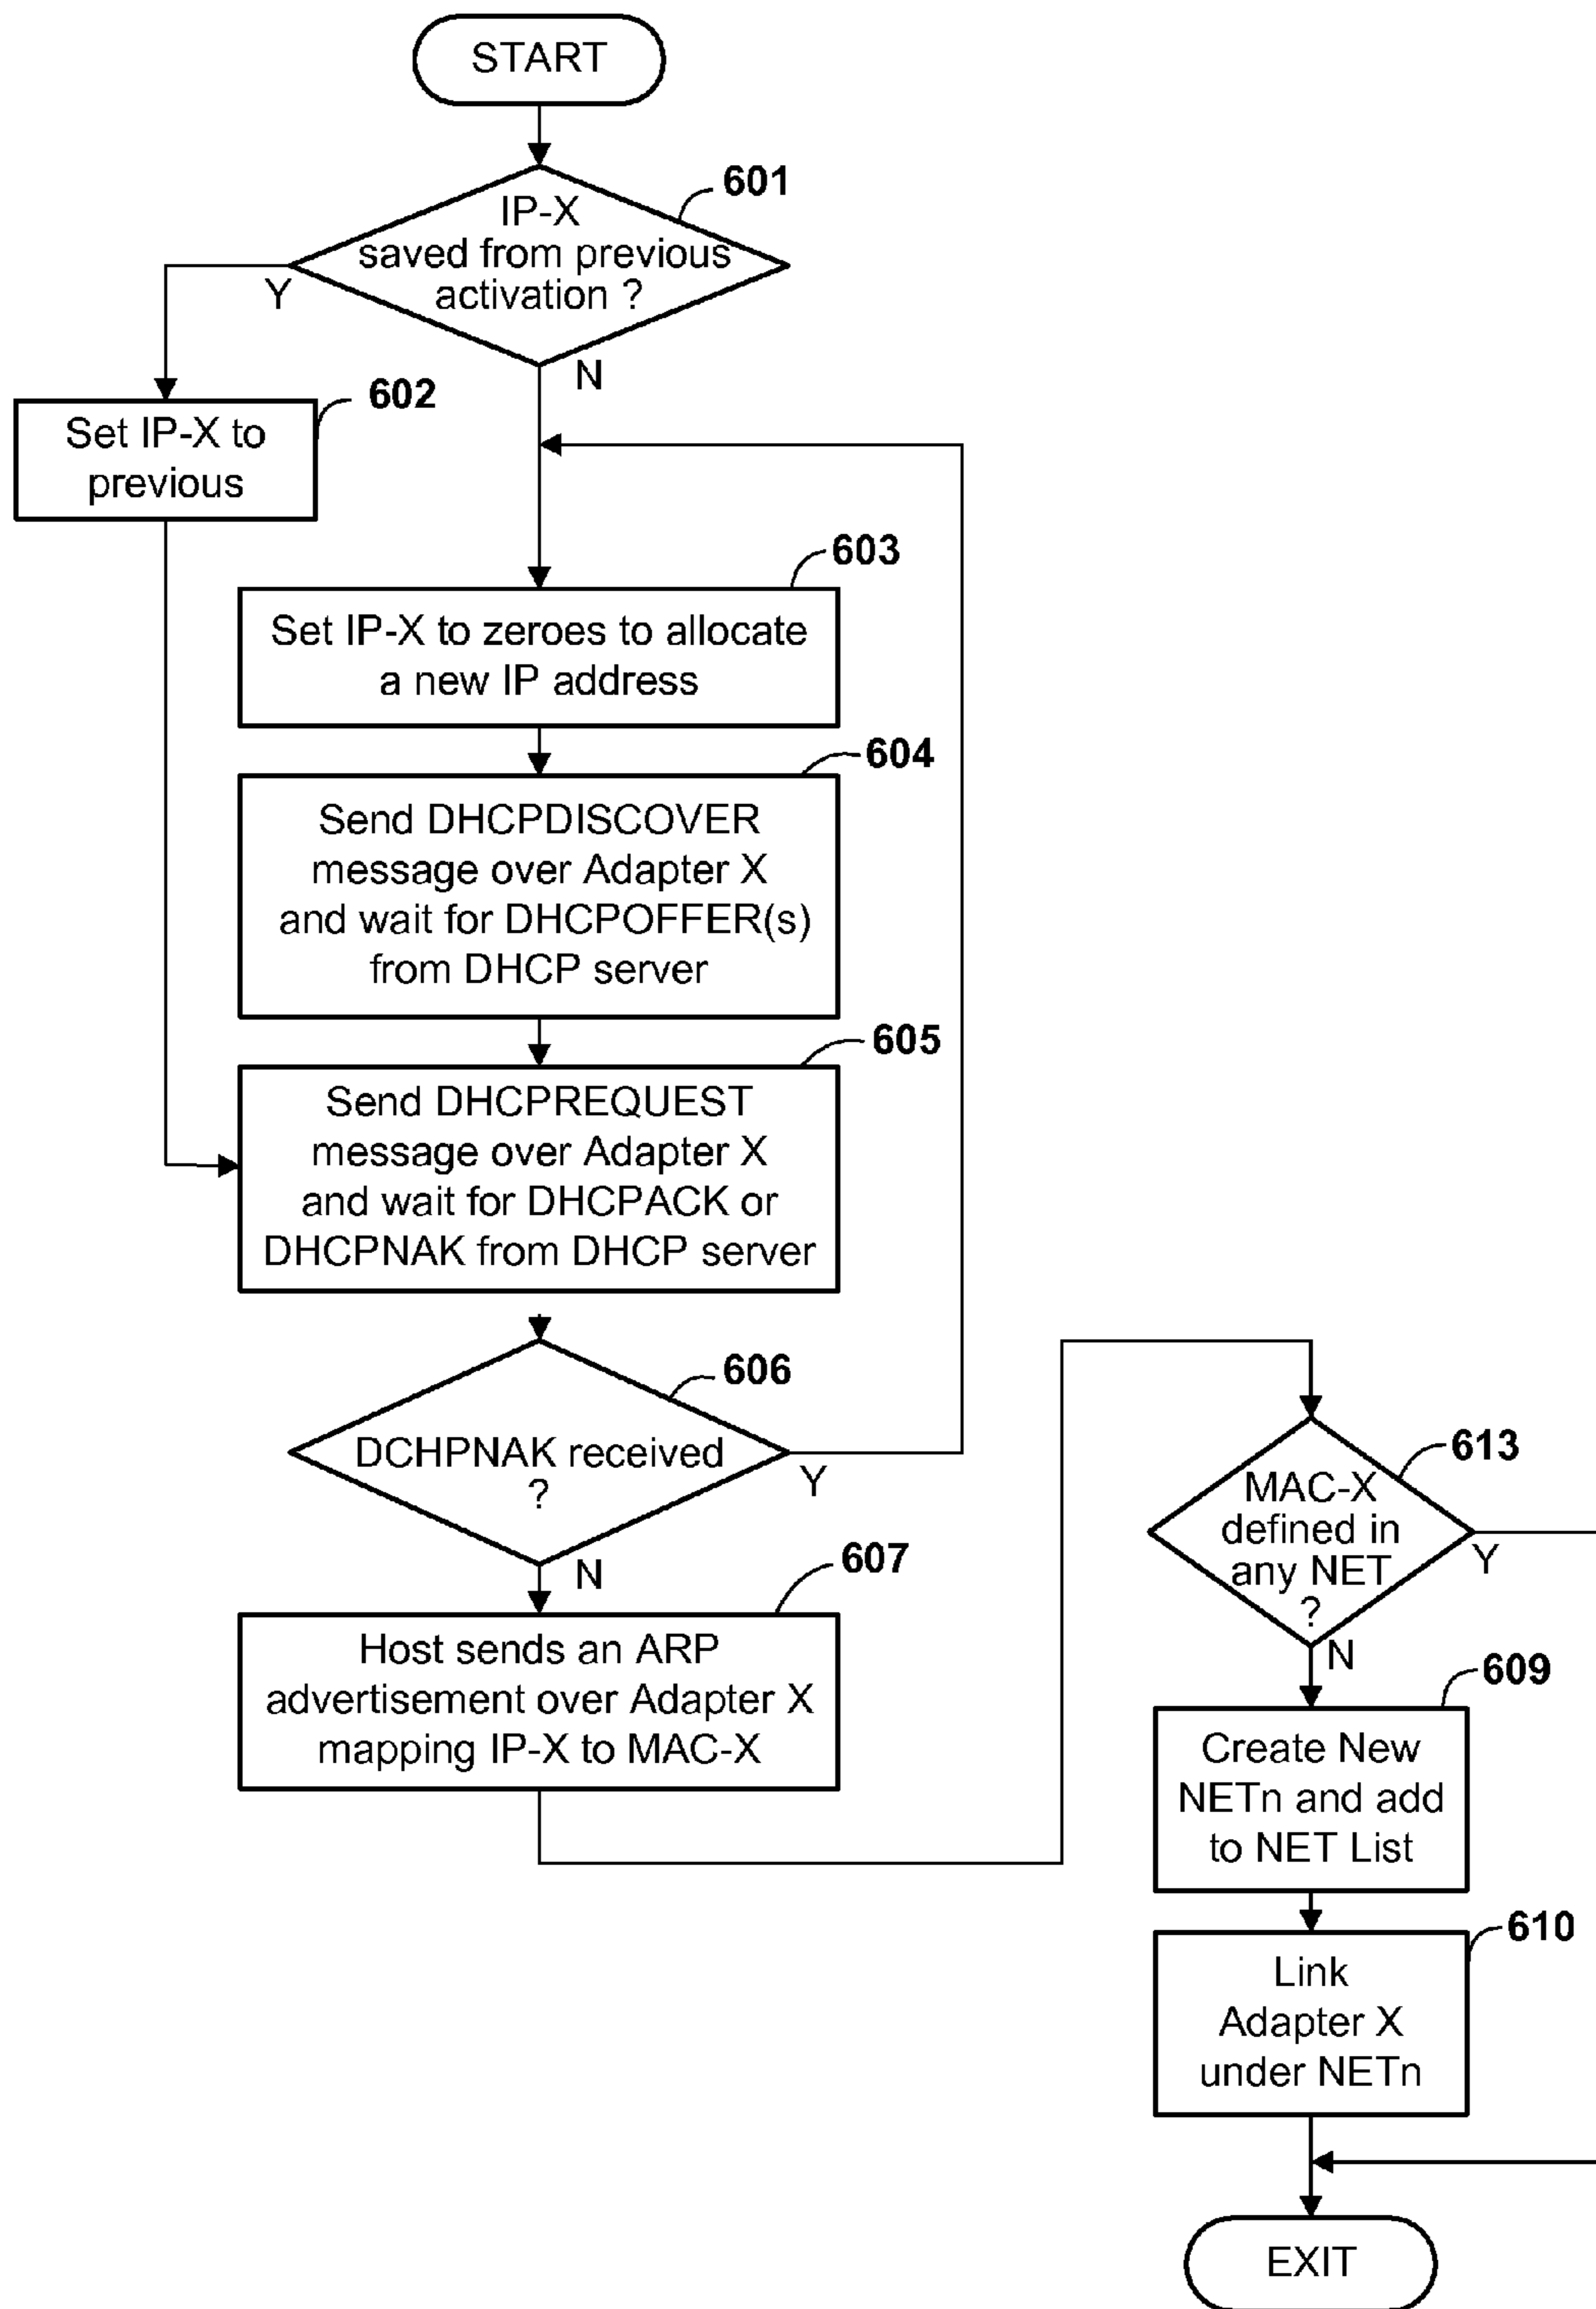 START
601
IP-X
saved from previous
activation ?
Y
N
602
Set IP-X to
previous
603
Set IP-X to zeroes to allocate
a new IP address
604
Send DHCPDISCOVER
message over Adapter X
and wait for DHCPOFFER(s)
from DHCP server
605
Send DHCPREQUEST
message over Adapter X
and wait for DHCPACK or
DHCPNAK from DHCP server
606
DCHPNAK received
?
Y
N
607
Host sends an ARP
advertisement over Adapter X
mapping IP-X to MAC-X
613
MAC-X
defined in
any NET
?
Y
N
609
Create New
NETn and add
to NET List
610
Link
Adapter X
under NETn
EXIT